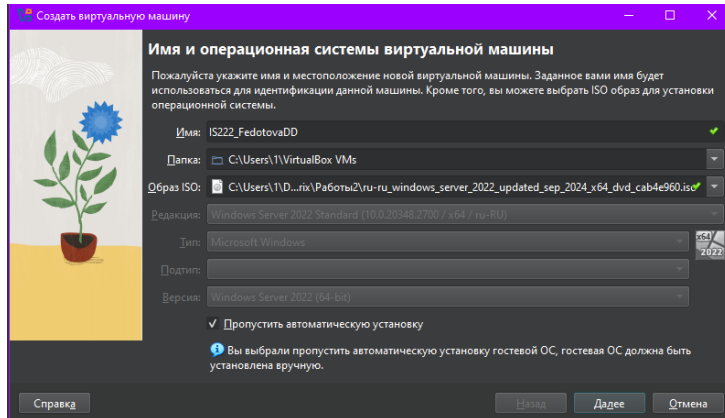 Создать виртуальную машину
Имя и операционная системы виртуальной машины
Пожалуйста укажите имя и местоположение новой виртуальной машины. Заданное вами имя будет
использоваться для идентификации данной машины. Кроме того, вы можете выбрать ISO образ для установки
операционной системы.
Имя: IS222_FedotovaDD
Папка: C:\Users\1\VirtualBox VMs
Образ ISO: C:\Users\1\D...rix\Работы2\ru-ru_windows_server_2022_updated_sep_2024_x64_dvd_cab4e960.iso
Редакция: Windows Server 2022 Standard (10.0.20348.2700 / x64 / ru-RU)
Тип: Microsoft Windows
x64
2022
Подтип:
Версия: Windows Server 2022 (64-bit)
Пропустить автоматическую установку
Вы выбрали пропустить автоматическую установку гостевой ОС, гостевая ОС должна быть
установлена вручную.
Справка Назад Далее Отмена